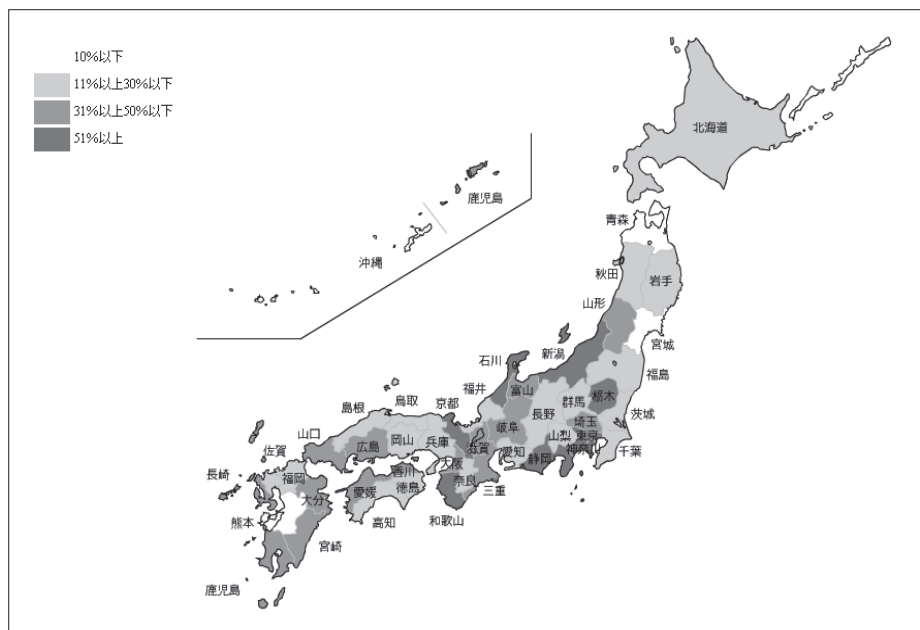 10%以下
11%以上30%以下
31%以上50%以下
51%以上
北海道
鹿児島
青森
沖縄
秋田
岩手
山形
宮城
新潟
石川
福島
福井
富山
栃木
鳥取
京都
長野
群馬
島根
茨城
岐阜
埼玉
山口
広島
岡山
兵庫
滋賀
愛知
山梨
東京
佐賀
神奈川
千葉
静岡
大阪
長崎
福岡
香川
奈良
三重
大分
愛媛
徳島
熊本
高知
和歌山
宮崎
鹿児島